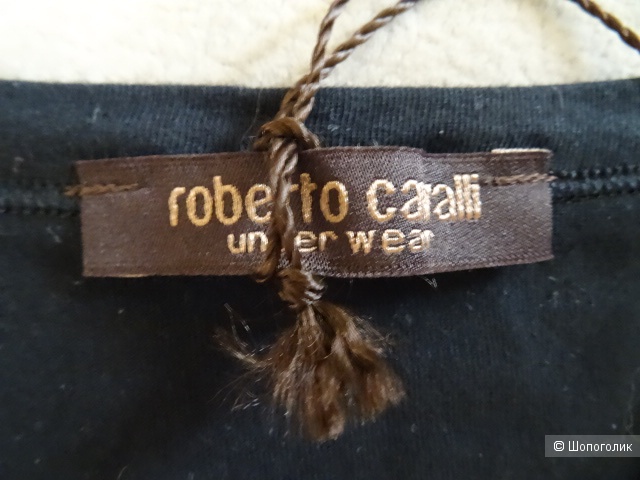 roberto cavalli
underwear
© Шопоголик